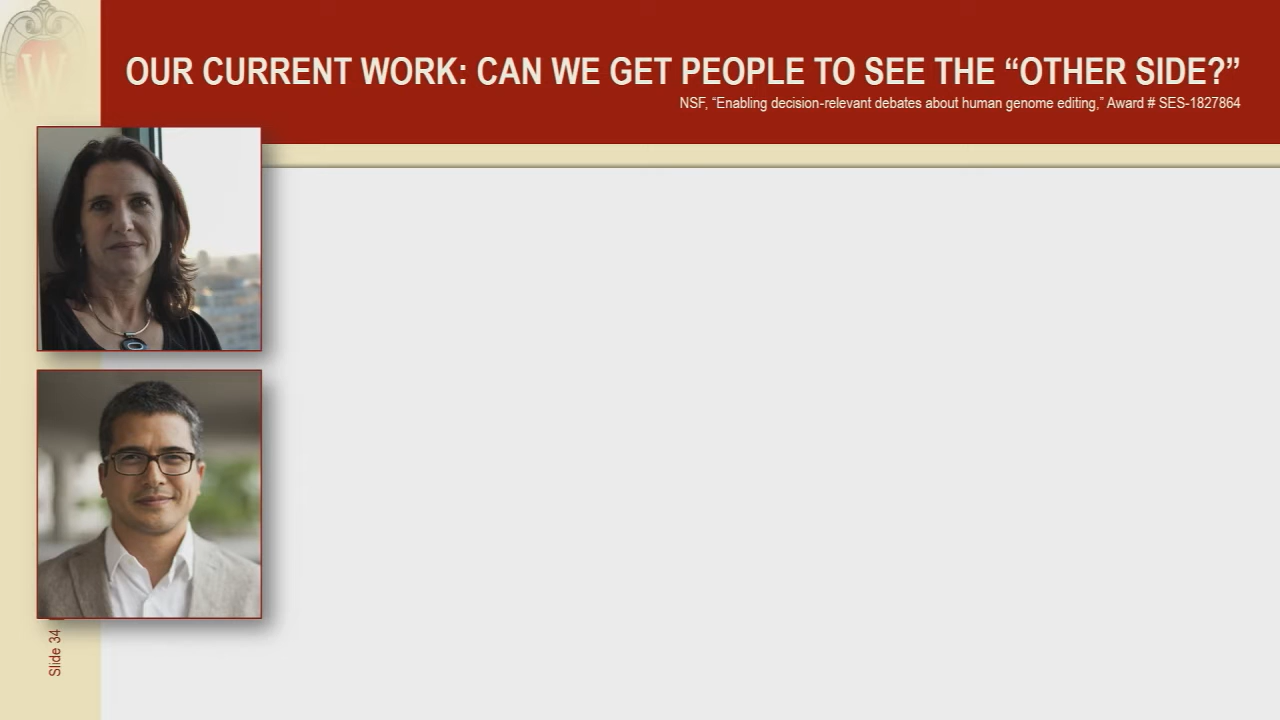 W
OUR CURRENT WORK: CAN WE GET PEOPLE TO SEE THE “OTHER SIDE?”
NSF, “Enabling decision-relevant debates about human genome editing,” Award # SES-1827864
Slide 34